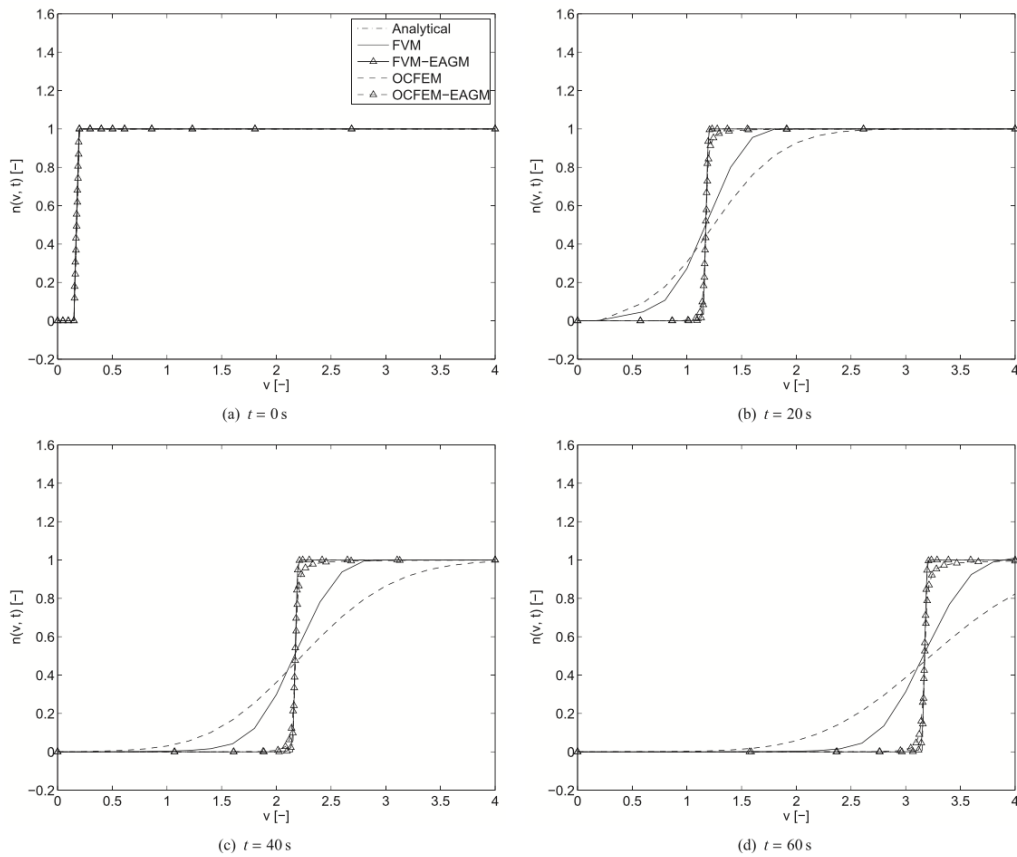 1.6
1.4
1.2
1
0.8
0.6
0.4
0.2
0
−0.2
n(v, t) [−]
Analytical
FVM
FVM−EAGM
OCFEM
OCFEM−EAGM
0 0.5 1 1.5 2 2.5 3 3.5 4
v [−]
(a) t = 0 s
1.6
1.4
1.2
1
0.8
0.6
0.4
0.2
0
−0.2
n(v, t) [−]
0 0.5 1 1.5 2 2.5 3 3.5 4
v [−]
(b) t = 20 s
1.6
1.4
1.2
1
0.8
0.6
0.4
0.2
0
−0.2
n(v, t) [−]
0 0.5 1 1.5 2 2.5 3 3.5 4
v [−]
(c) t = 40 s
1.6
1.4
1.2
1
0.8
0.6
0.4
0.2
0
−0.2
n(v, t) [−]
0 0.5 1 1.5 2 2.5 3 3.5 4
v [−]
(d) t = 60 s